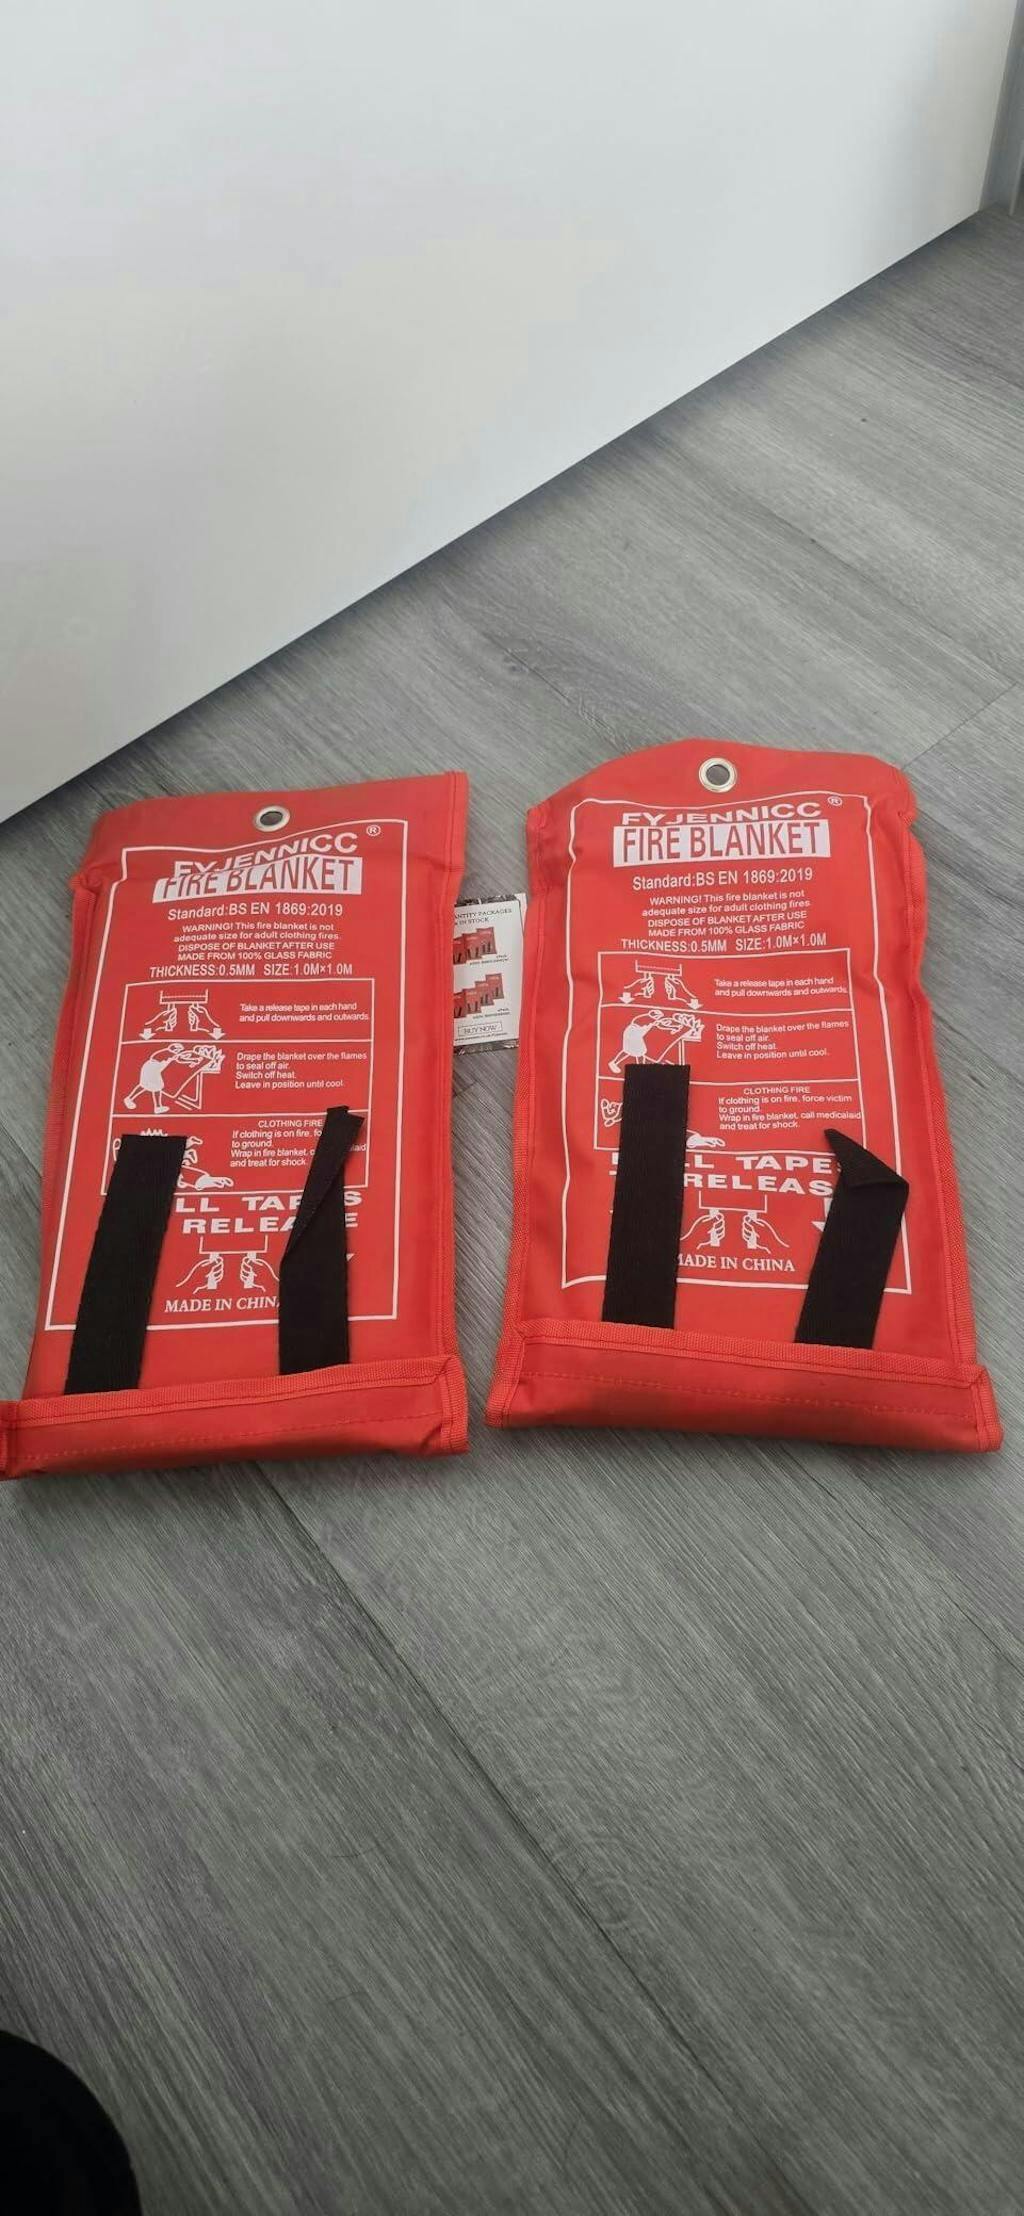 FYJENNICC®
FIRE BLANKET
Standard:BS EN 1869:2019
WARNING! This fire blanket is not
adequate size for adult clothing fires.
DISPOSE OF BLANKET AFTER USE
MADE FROM 100% GLASS FABRIC
THICKNESS:0.5MM SIZE:1.0M×1.0M
Take a release tape in each hand
and pull downwards and outwards.
Drape the blanket over the flames
to seal off air.
Switch off heat.
Leave in position until cool.
CLOTHING FIRE
If clothing is on fire,
to ground.
Wrap in fire blanket,
and treat for shock.
MADE IN CHINA
PACKAGES
IN STOCK
BUY NOW
FYJENNICC®
FIRE BLANKET
Standard:BS EN 1869:2019
WARNING! This fire blanket is not
adequate size for adult clothing fires.
DISPOSE OF BLANKET AFTER USE
MADE FROM 100% GLASS FABRIC
THICKNESS:0.5MM SIZE:1.0M×1.0M
Take a release tape in each hand
and pull downwards and outwards.
Drape the blanket over the flames
to seal off air.
Switch off heat.
Leave in position until cool.
CLOTHING FIRE
If clothing is on fire, force victim
to ground.
Wrap in fire blanket, call medicalaid
and treat for shock.
TAPE
RELEAS
MADE IN CHINA